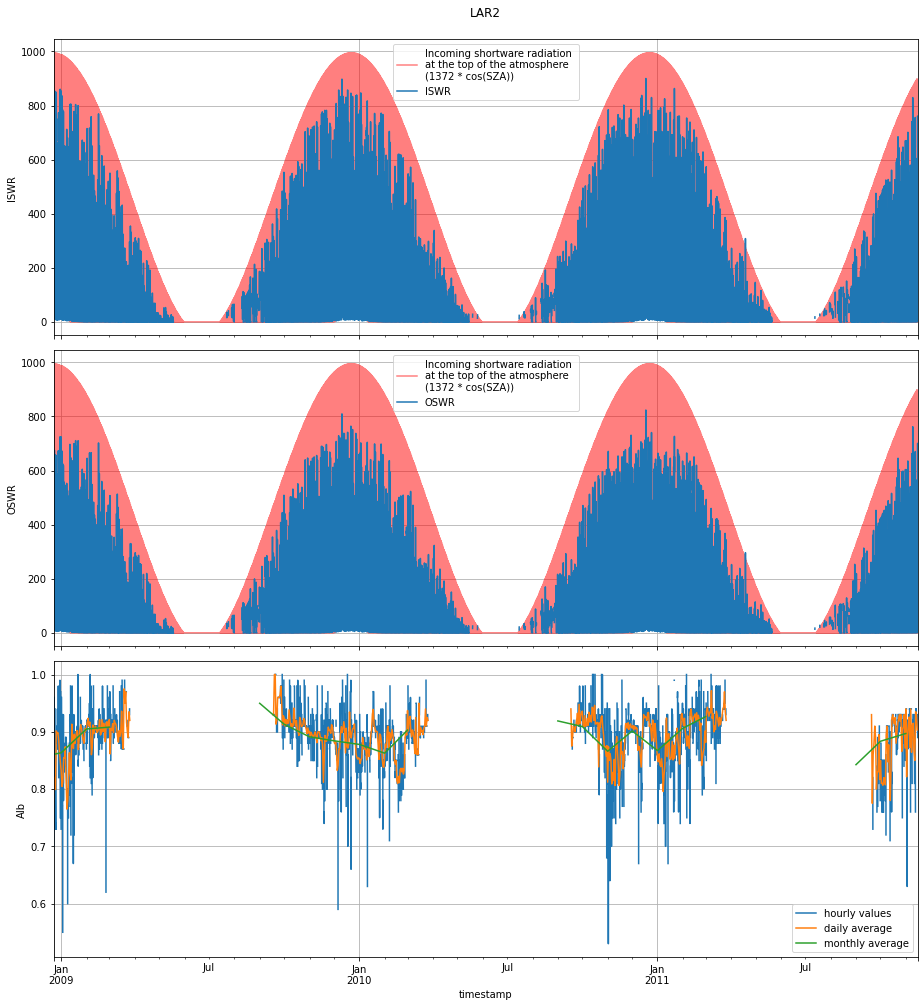 LAR2
1000
800
600
400
200
0
ISWR
Incoming shortware radiation
at the top of the atmosphere
(1372 * cos(SZA))
ISWR
1000
800
600
400
200
0
OSWR
Incoming shortware radiation
at the top of the atmosphere
(1372 * cos(SZA))
OSWR
1.0
0.9
0.8
0.7
0.6
Alb
hourly values
daily average
monthly average
Jan Jul Jul Jul
2009 2010 2011
timestamp